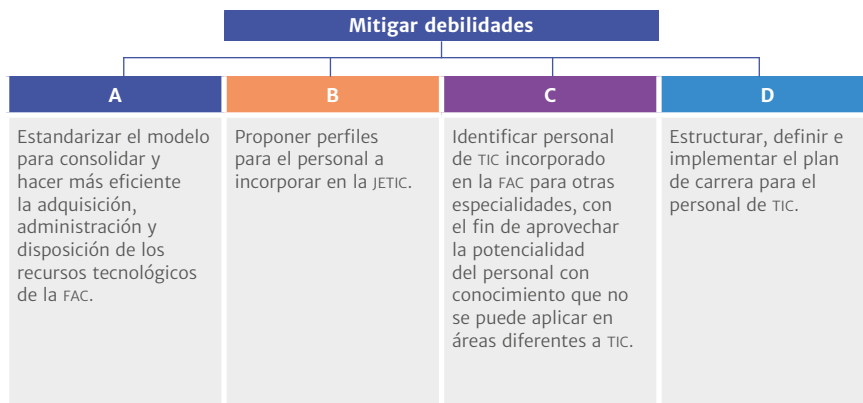 Mitigar debilidades
A
Estandarizar el modelo
para consolidar y
hacer más eficiente
la adquisición,
administración y
disposición de los
recursos tecnológicos
de la FAC.
B
Proponer perfiles
para el personal a
incorporar en la JETIC.
C
Identificar personal
de TIC incorporado
en la FAC para otras
especialidades, con
el fin de aprovechar
la potencialidad
del personal con
conocimiento que no
se puede aplicar en
áreas diferentes a TIC.
D
Estructurar, definir e
implementar el plan
de carrera para el
personal de TIC.